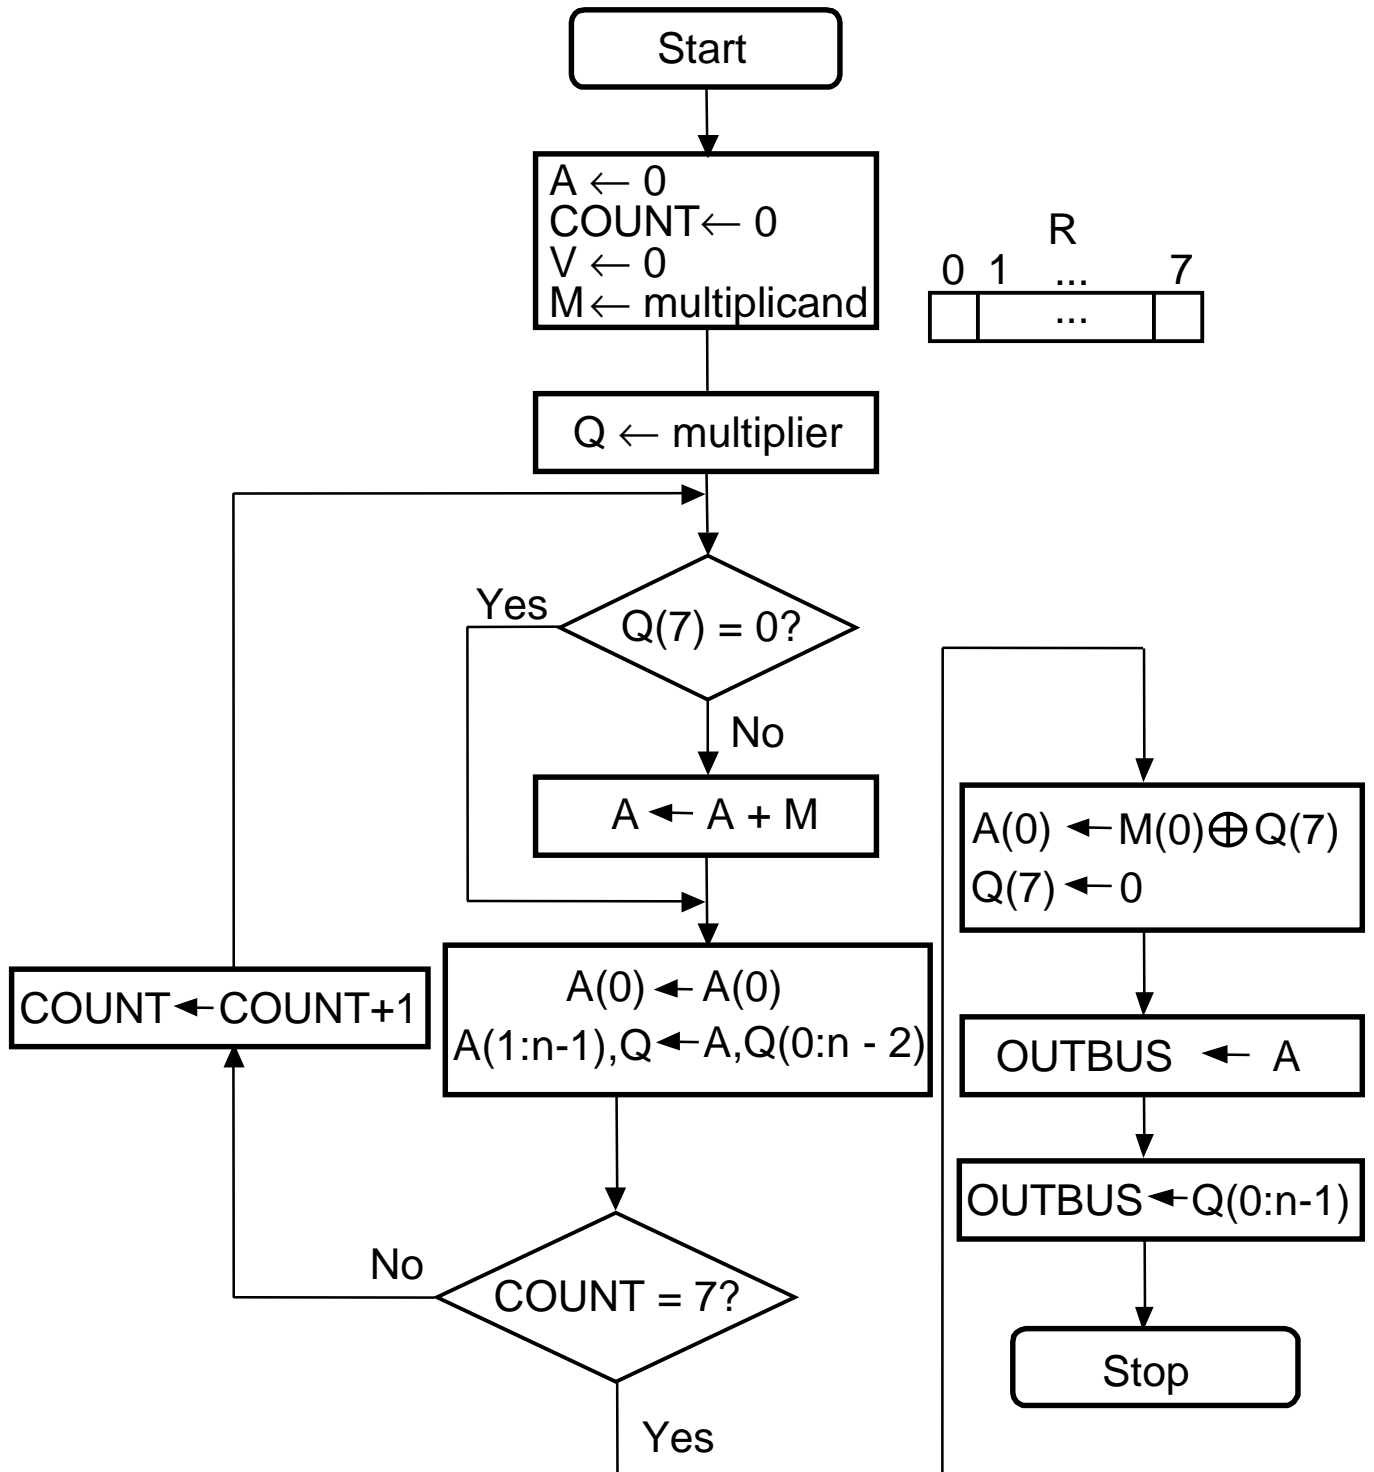 Start
A ← 0
COUNT← 0
V ← 0
M ← multiplicand
R
0 1 ... 7
...
Q ← multiplier
Yes
Q(7) = 0?
No
A ← A + M
A(0) ← M(0)⊕Q(7)
Q(7) ← 0
A(0) ← A(0)
A(1:n-1),Q ← A,Q(0:n - 2)
COUNT ← COUNT+1
OUTBUS ← A
OUTBUS ← Q(0:n-1)
No
COUNT = 7?
Stop
Yes